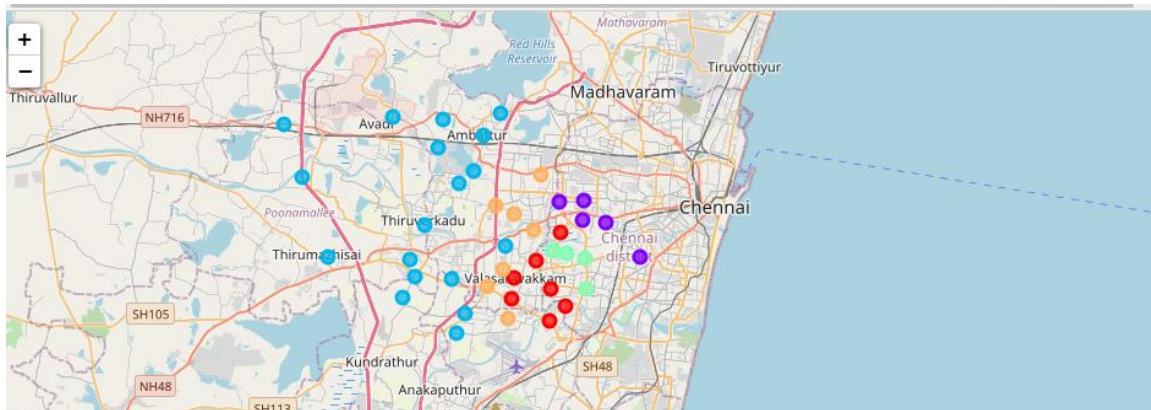 +
−
Mathavaram
Red Hills
Reservoir
Tiruvottiyur
Madhavaram
Thiruvallur
NH716
Avadi
Ambattur
Poonamallee
Thiruverkadu
Chennai
Chennai
district
Thirumazhisai
Valasaravakkam
SH105
Kundrathur
SH48
NH48
Anakaputhur
SH113